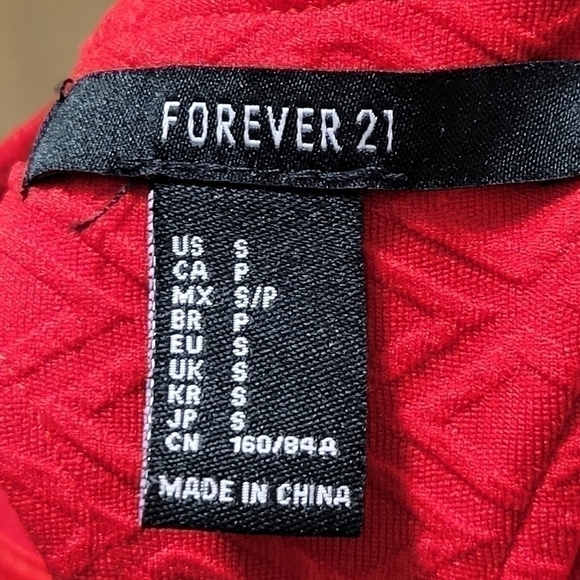 FOREVER 21
US S
CA P
MX S/P
BR P
EU S
UK S
KR S
JP S
CN 160/84A
MADE IN CHINA